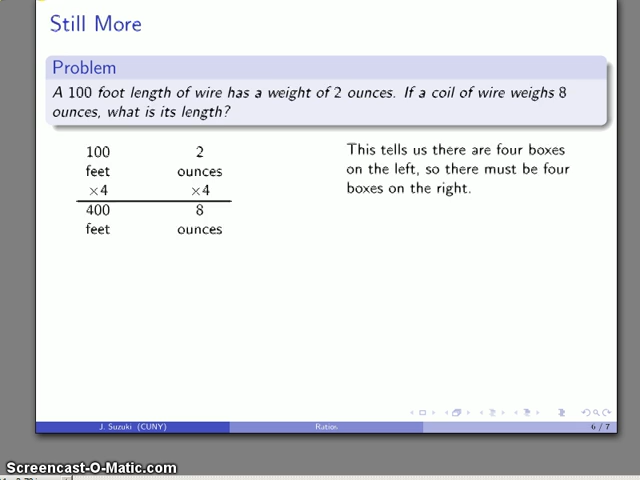 Still More
Problem
A 100 foot length of wire has a weight of 2 ounces. If a coil of wire weighs 8
ounces, what is its length?
100 2
feet ounces
×4 ×4
400 8
feet ounces
This tells us there are four boxes
on the left, so there must be four
boxes on the right.
J. Suzuki (CUNY) Ratios 6 / 7
Screencast-O-Matic.com